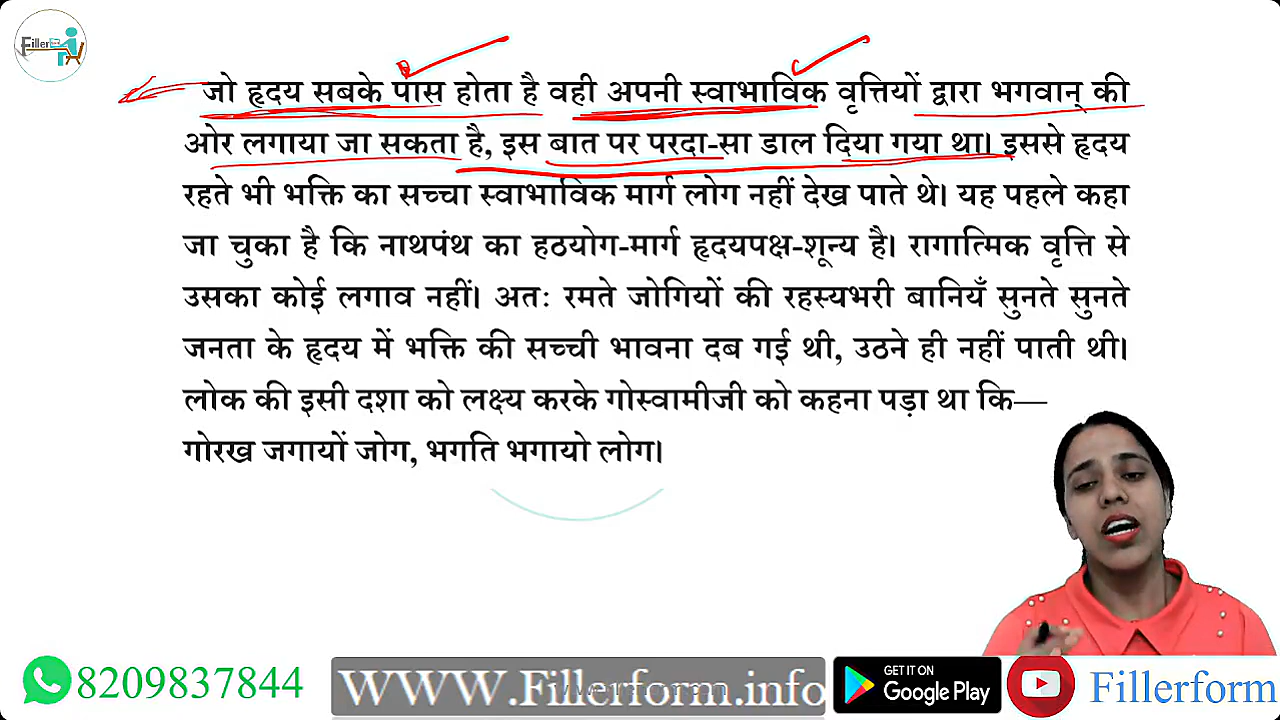 Filler
जो हृदय सबके पास होता है वही अपनी स्वाभाविक वृत्तियों द्वारा भगवान् की
ओर लगाया जा सकता है, इस बात पर परदा-सा डाल दिया गया था। इससे हृदय
रहते भी भक्ति का सच्चा स्वाभाविक मार्ग लोग नहीं देख पाते थे। यह पहले कहा
जा चुका है कि नाथपंथ का हठयोग-मार्ग हृदयपक्ष-शून्य है। रागात्मिक वृत्ति से
उसका कोई लगाव नहीं। अतः रमते जोगियों की रहस्यभरी बानियँ सुनते सुनते
जनता के हृदय में भक्ति की सच्ची भावना दब गई थी, उठने ही नहीं पाती थी।
लोक की इसी दशा को लक्ष्य करके गोस्वामीजी को कहना पड़ा था कि—
गोरख जगायों जोग, भगति भगायो लोग।
8209837844
www.Fillerform.info
GET IT ON
Google Play
Fillerform